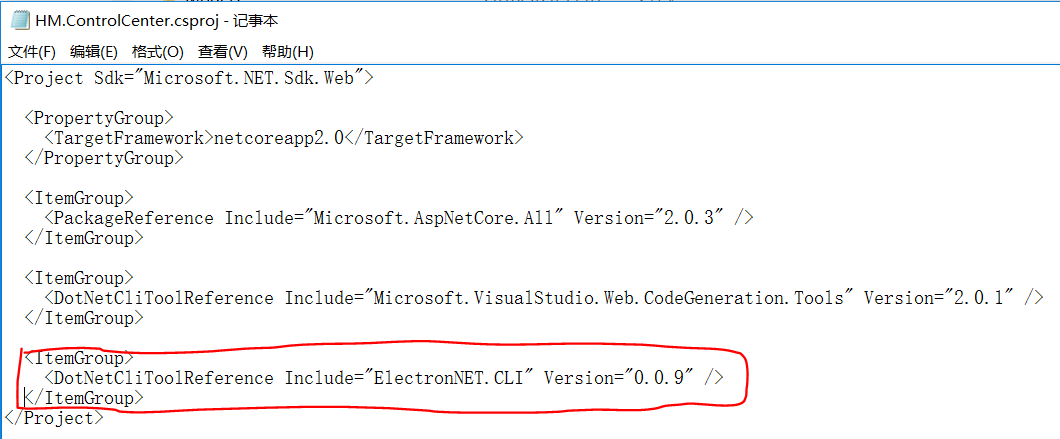 HM.ControlCenter.csproj - 记事本
文件(F) 编辑(E) 格式(O) 查看(V) 帮助(H)
<Project Sdk="Microsoft.NET.Sdk.Web">
<PropertyGroup>
<TargetFramework>netcoreapp2.0</TargetFramework>
</PropertyGroup>
<ItemGroup>
<PackageReference Include="Microsoft.AspNetCore.All" Version="2.0.3" />
</ItemGroup>
<ItemGroup>
<DotNetCliToolReference Include="Microsoft.VisualStudio.Web.CodeGeneration.Tools" Version="2.0.1" />
</ItemGroup>
<ItemGroup>
<DotNetCliToolReference Include="ElectronNET.CLI" Version="0.0.9" />
</ItemGroup>
</Project>